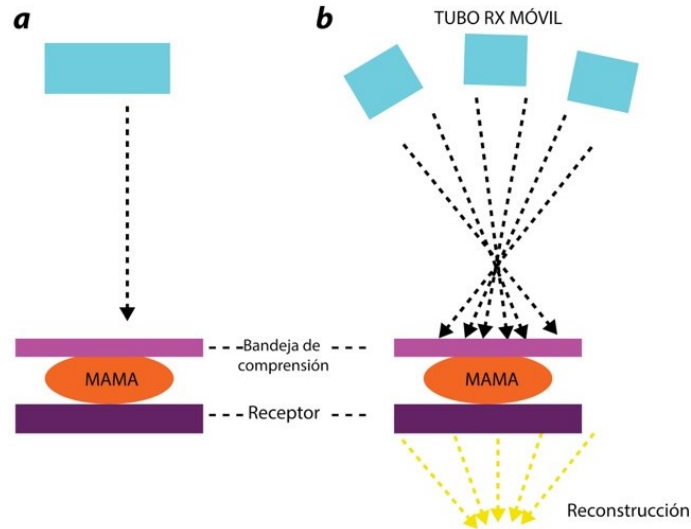 a
b
TUBO RX MÓVIL
Bandeja de
comprensión
MAMA
MAMA
Receptor
Reconstrucción